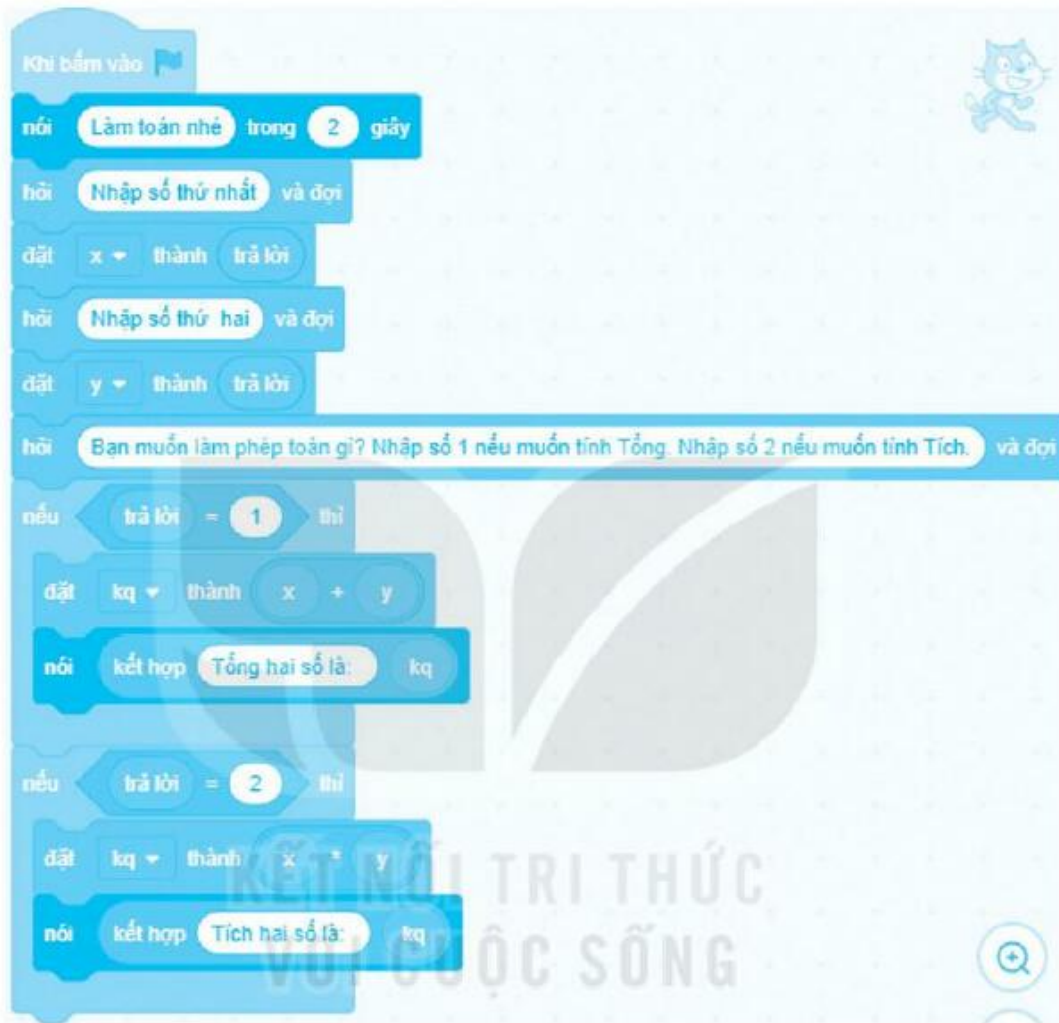 Khi bấm vào
nói Làm toán nhé trong 2 giây
hỏi Nhập số thứ nhất và đợi
đặt x thành trả lời
hỏi Nhập số thứ hai và đợi
đặt y thành trả lời
hỏi Bạn muốn làm phép toán gì? Nhập số 1 nếu muốn tính Tổng. Nhập số 2 nếu muốn tính Tích. và đợi
nếu trả lời = 1 thì
đặt kq thành x + y
nói kết hợp Tổng hai số là: kq
nếu trả lời = 2 thì
đặt kq thành x * y
nói kết hợp Tích hai số là: kq
KẾT NỐI TRI THỨC
VỚI CUỘC SỐNG